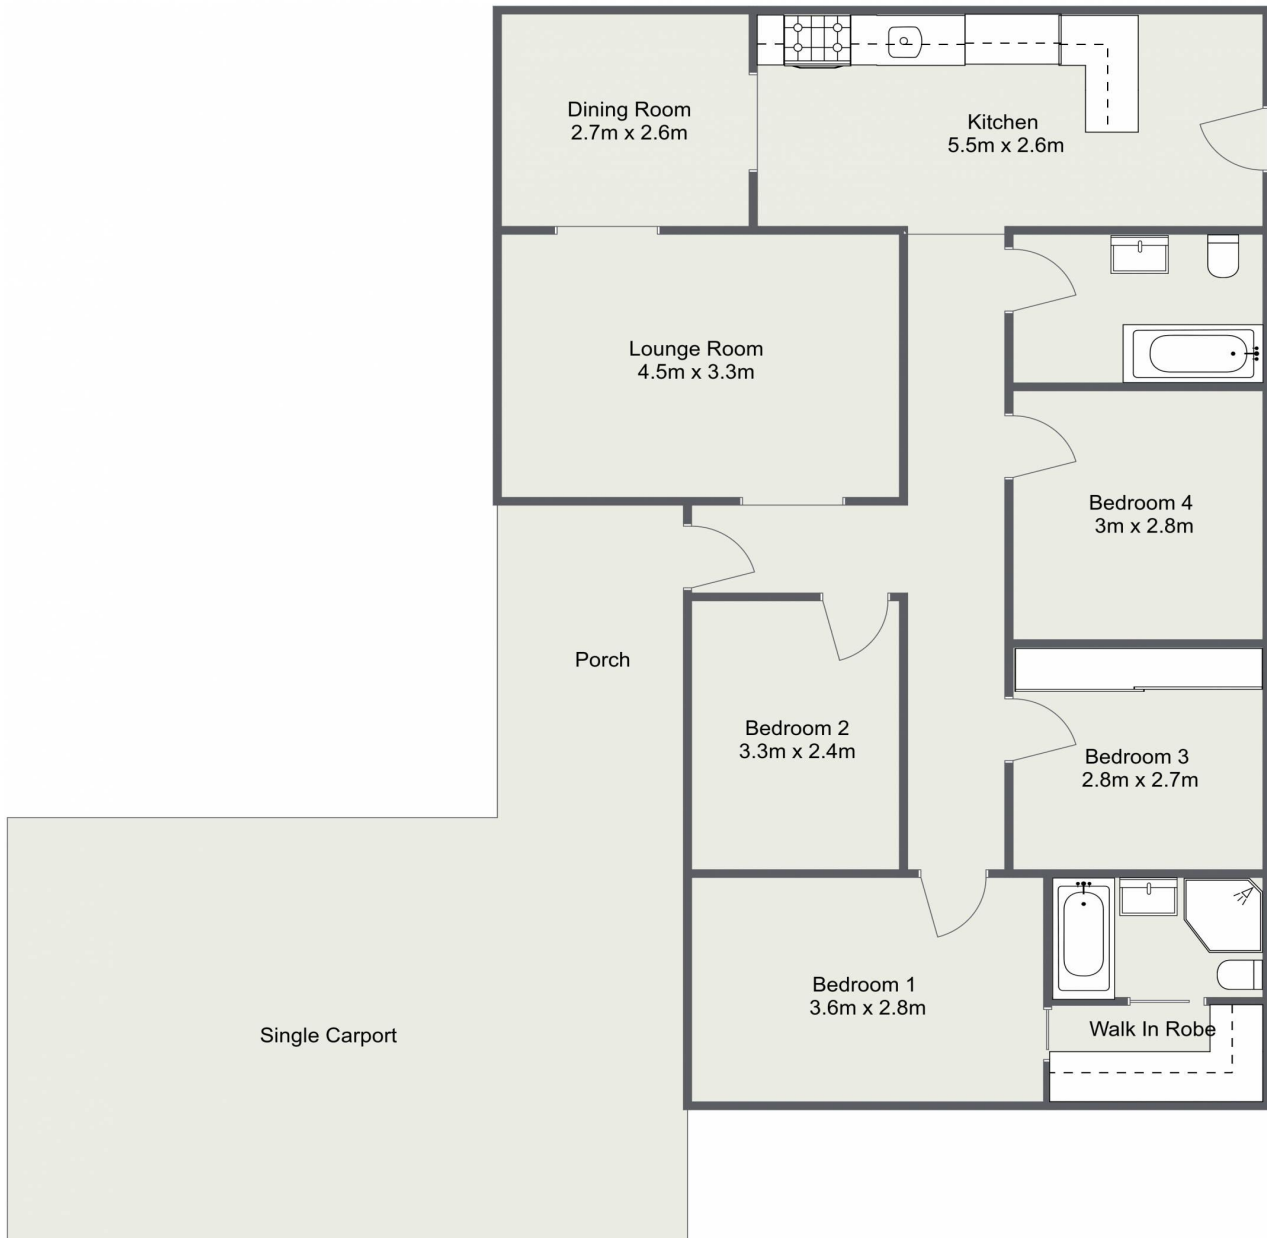 Dining Room
2.7m x 2.6m
Kitchen
5.5m x 2.6m
Lounge Room
4.5m x 3.3m
Bedroom 4
3m x 2.8m
Porch
Bedroom 2
3.3m x 2.4m
Bedroom 3
2.8m x 2.7m
Bedroom 1
3.6m x 2.8m
Walk In Robe
Single Carport